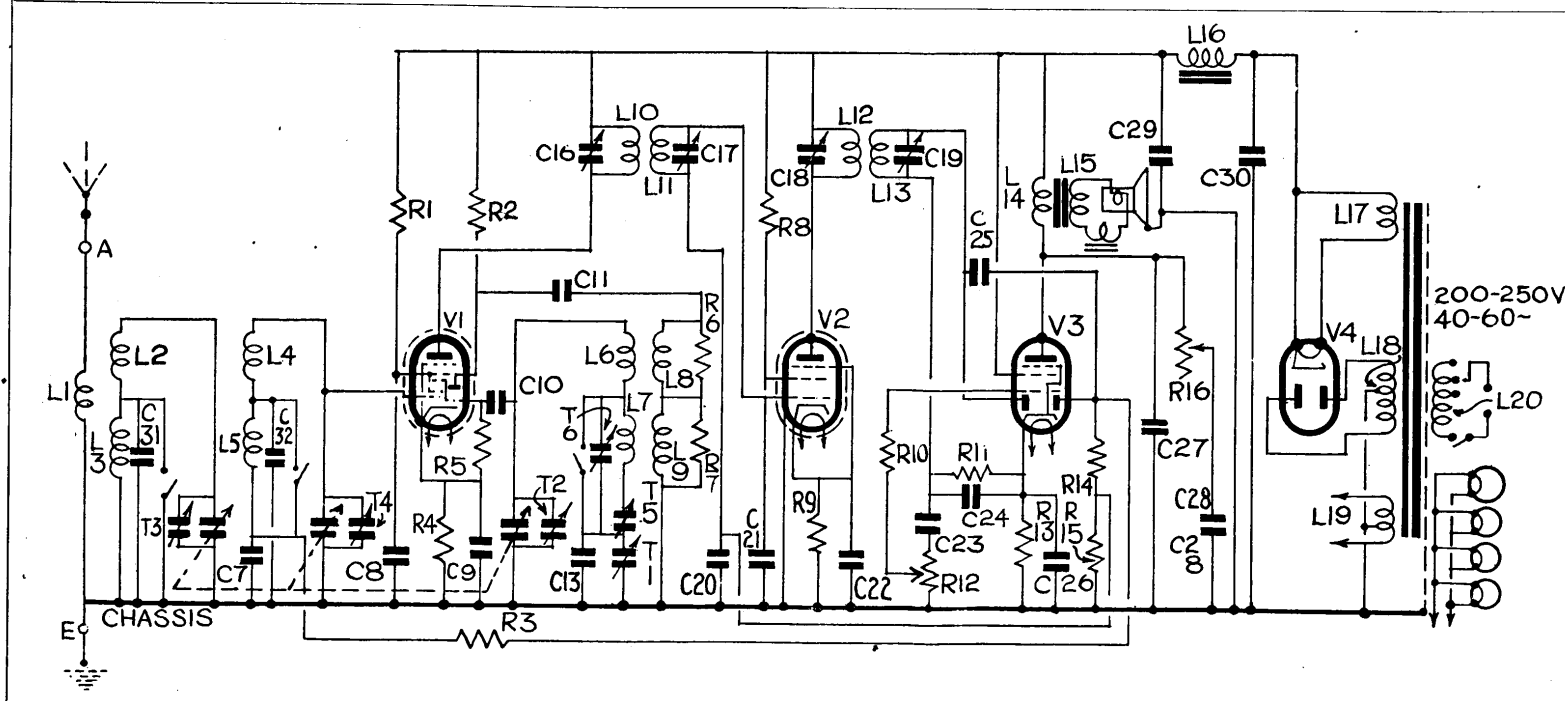 L16
L10
L12
C29
C16
C17
L11
C18
C19
L13
L
14
L15
C30
R1
R2
R8
C
25
L17
A
C11
R
6
200-250V
40-60~
V1
V2
V3
V4
L2
L4
L6
L8
R16
L18
L1
C
31
L5
C
32
C10
T
6
L7
L20
L
3
L9
R
7
R5
R10
R11
R14
C27
T3
T4
T2
T
5
R4
C
21
R9
C24
R
13
R
15
C28
L19
C7
C8
C9
C13
T
1
C20
C22
C23
R12
C26
C2
8
CHASSIS
E
R3